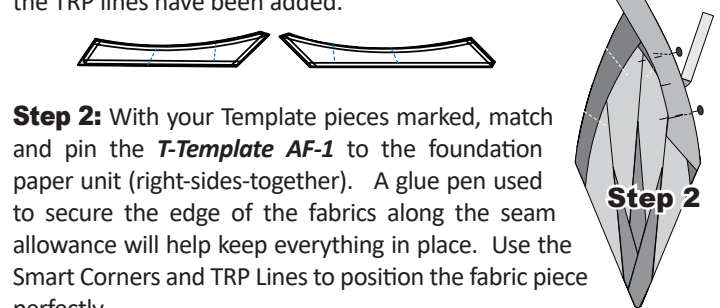 the TRP lines have been added.
Step 2: With your Template pieces marked, match
and pin the T-Template AF-1 to the foundation
paper unit (right-sides-together). A glue pen used
to secure the edge of the fabrics along the seam
allowance will help keep everything in place. Use the
Smart Corners and TRP Lines to position the fabric piece
perfectly.
Step 2